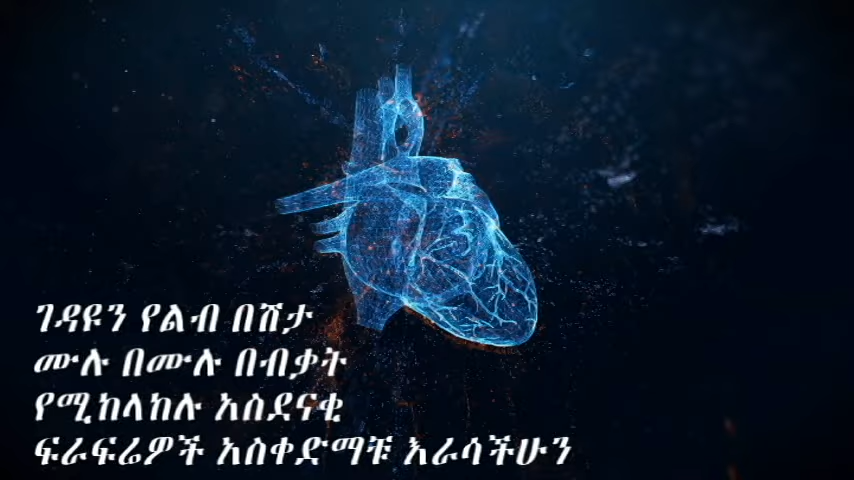 ገዳዩን የልብ በሽታ
ሙሉ በሙሉ በብቃት
የሚከላከሉ አስደናቂ
ፍራፍሬዎች አስቀድማቹ እራሳችሁን